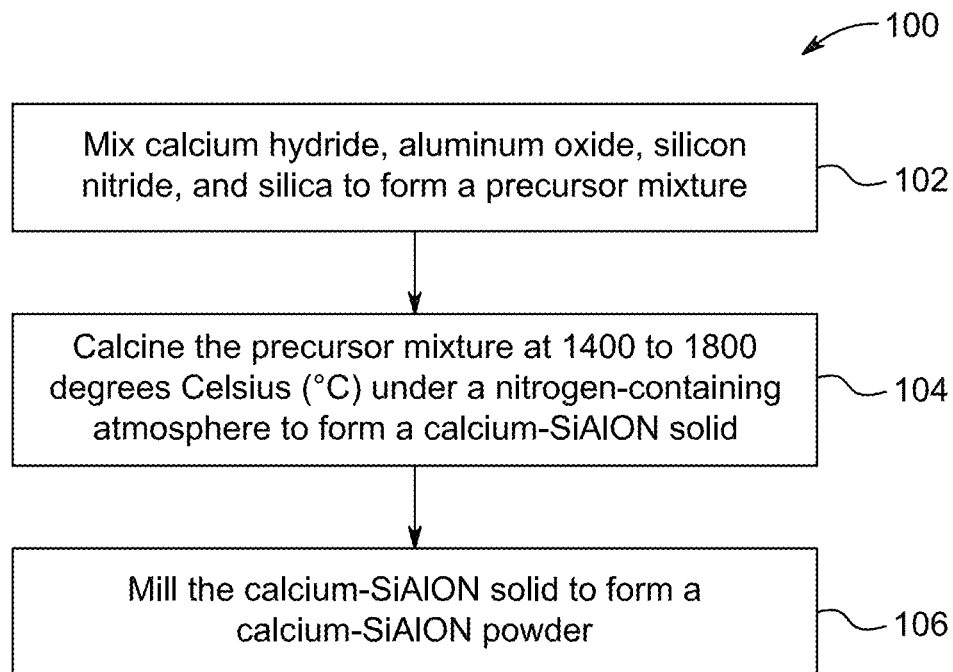 100
Mix calcium hydride, aluminum oxide, silicon
nitride, and silica to form a precursor mixture
102
Calcine the precursor mixture at 1400 to 1800
degrees Celsius (°C) under a nitrogen-containing
atmosphere to form a calcium-SiAlON solid
104
Mill the calcium-SiAlON solid to form a
calcium-SiAlON powder
106